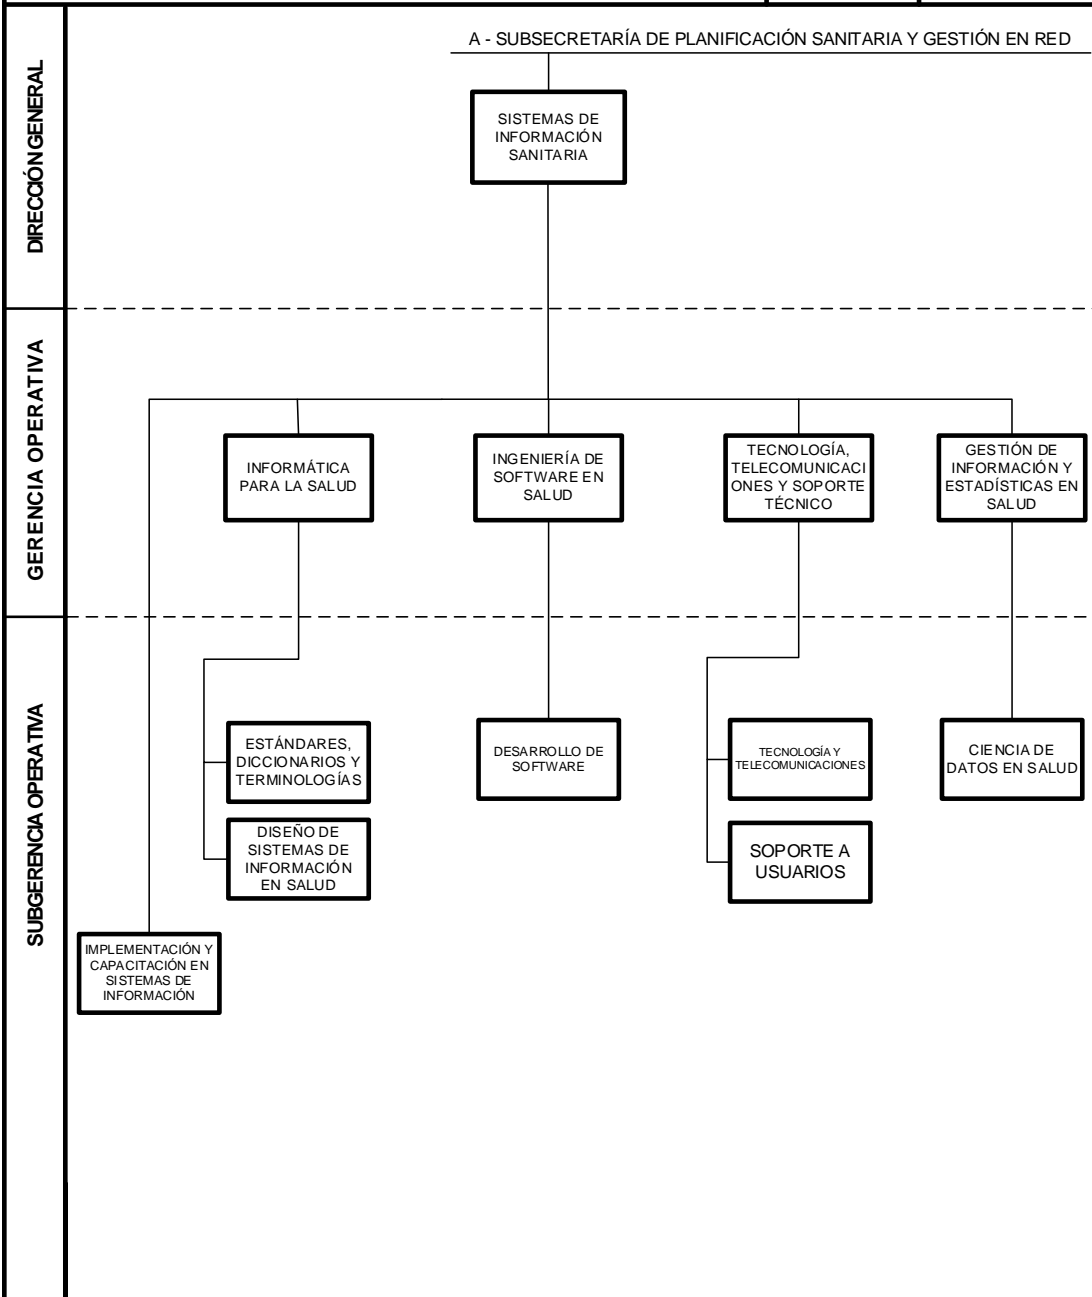 A - SUBSECRETARÍA DE PLANIFICACIÓN SANITARIA Y GESTIÓN EN RED
DIRECCIÓN GENERAL
SISTEMAS DE
INFORMACIÓN
SANITARIA
GERENCIA OPERATIVA
INFORMÁTICA
PARA LA SALUD
INGENIERÍA DE
SOFTWARE EN
SALUD
TECNOLOGÍA,
TELECOMUNICACI
ONES Y SOPORTE
TÉCNICO
GESTIÓN DE
INFORMACIÓN Y
ESTADÍSTICAS EN
SALUD
SUBGERENCIA OPERATIVA
ESTÁNDARES,
DICCIONARIOS Y
TERMINOLOGÍAS
DESARROLLO DE
SOFTWARE
TECNOLOGÍA Y
TELECOMUNICACIONES
CIENCIA DE
DATOS EN SALUD
DISEÑO DE
SISTEMAS DE
INFORMACIÓN
EN SALUD
SOPORTE A
USUARIOS
IMPLEMENTACIÓN Y
CAPACITACIÓN EN
SISTEMAS DE
INFORMACIÓN